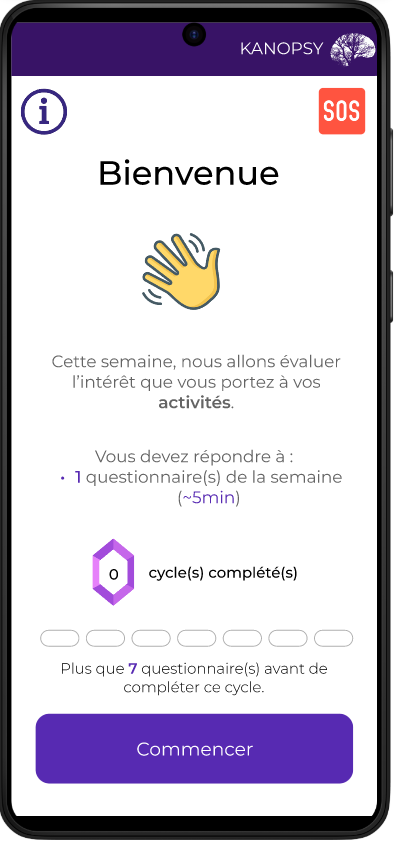 KANOPSY
i
SOS
Bienvenue
Cette semaine, nous allons évaluer
l'intérêt que vous portez à vos
activités.
Vous devez répondre à :
• 1 questionnaire(s) de la semaine
(~5min)
0
cycle(s) complété(s)
Plus que 7 questionnaire(s) avant de
compléter ce cycle.
Commencer